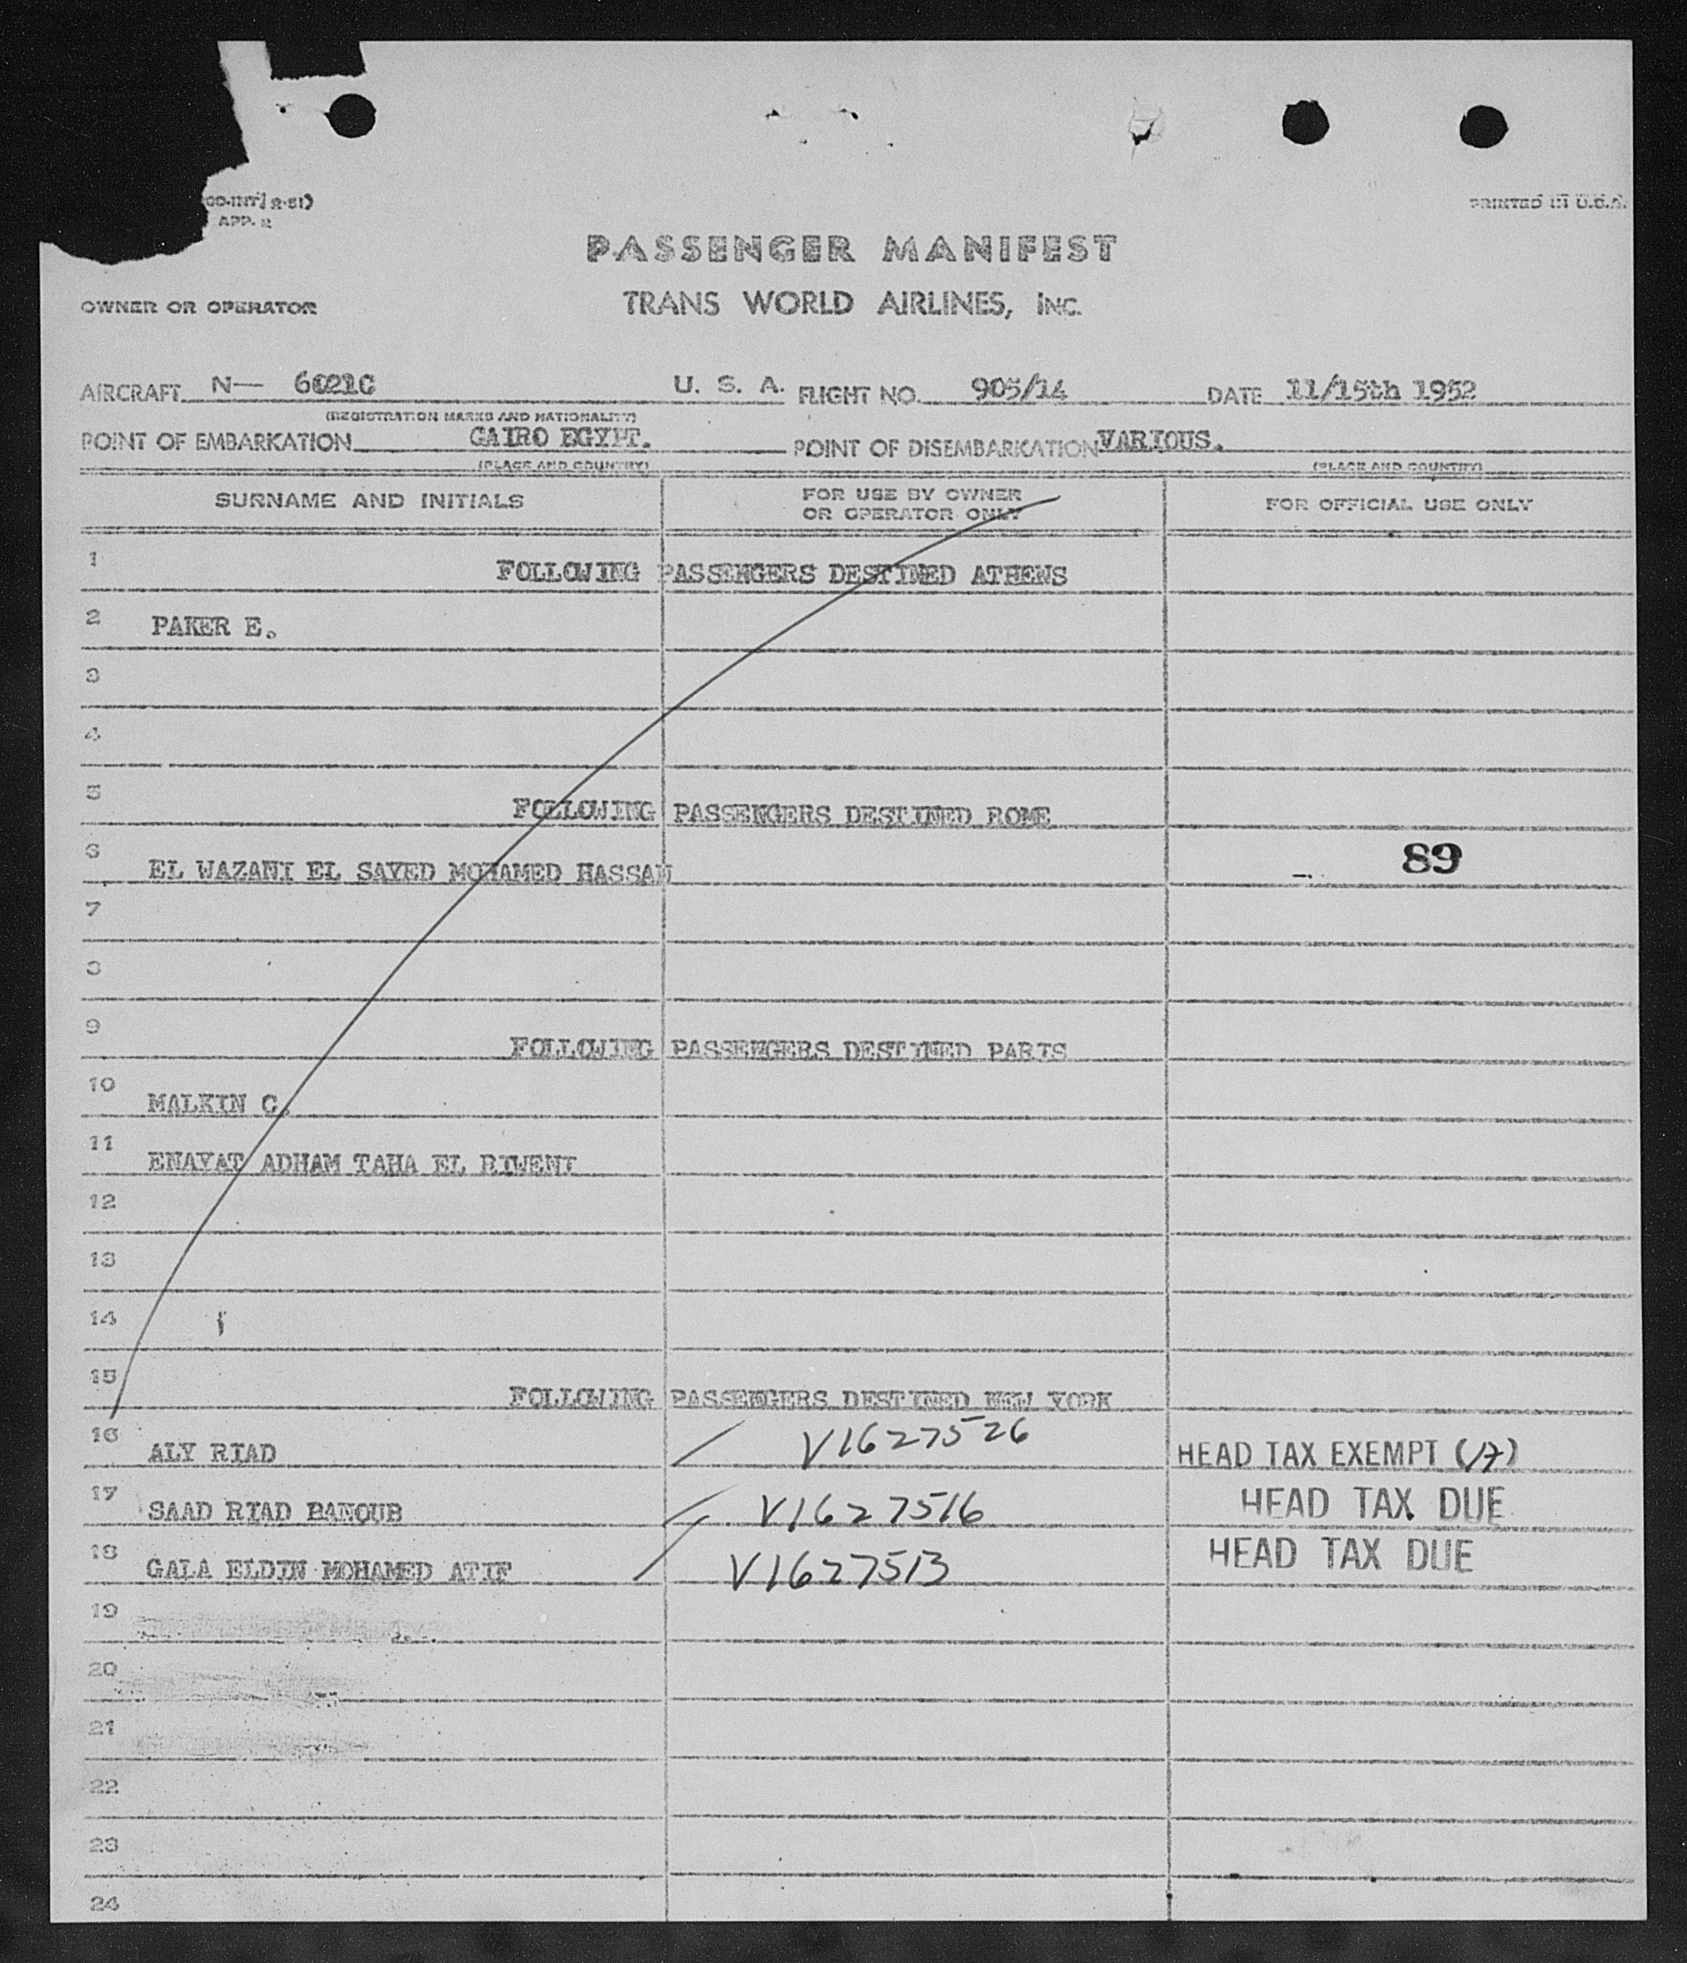 APP. 2
PRINTED IN U.S.A.
PASSENGER MANIFEST
OWNER OR OPERATOR TRANS WORLD AIRLINES, INC.
AIRCRAFT N— 6021C U. S. A. FLIGHT NO. 905/14 DATE 11/15th 1952
(REGISTRATION MARKS AND NATIONALITY)
POINT OF EMBARKATION CAIRO EGYPT. POINT OF DISEMBARKATION VARIOUS.
(PLACE AND COUNTRY) (PLACE AND COUNTRY)
SURNAME AND INITIALS FOR USE BY OWNER OR OPERATOR ONLY FOR OFFICIAL USE ONLY
1 FOLLOWING PASSENGERS DESTINED ATHENS
2 PAKER E.
3
4
5 FOLLOWING PASSENGERS DESTINED ROME
6 EL WAZANI EL SAYED MOHAMED HASSAN 89
7
8
9 FOLLOWING PASSENGERS DESTINED PARIS
10 MALKIN C.
11 ENAYAT ADHAM TAHA EL BIWENI
12
13
14
15 FOLLOWING PASSENGERS DESTINED NEW YORK
16 ALY RIAD V1627526 HEAD TAX EXEMPT (17)
17 SAAD RIAD BANOUB V1627516 HEAD TAX DUE
18 GALA ELDIN MOHAMED ATIF V1627513 HEAD TAX DUE
19
20
21
22
23
24